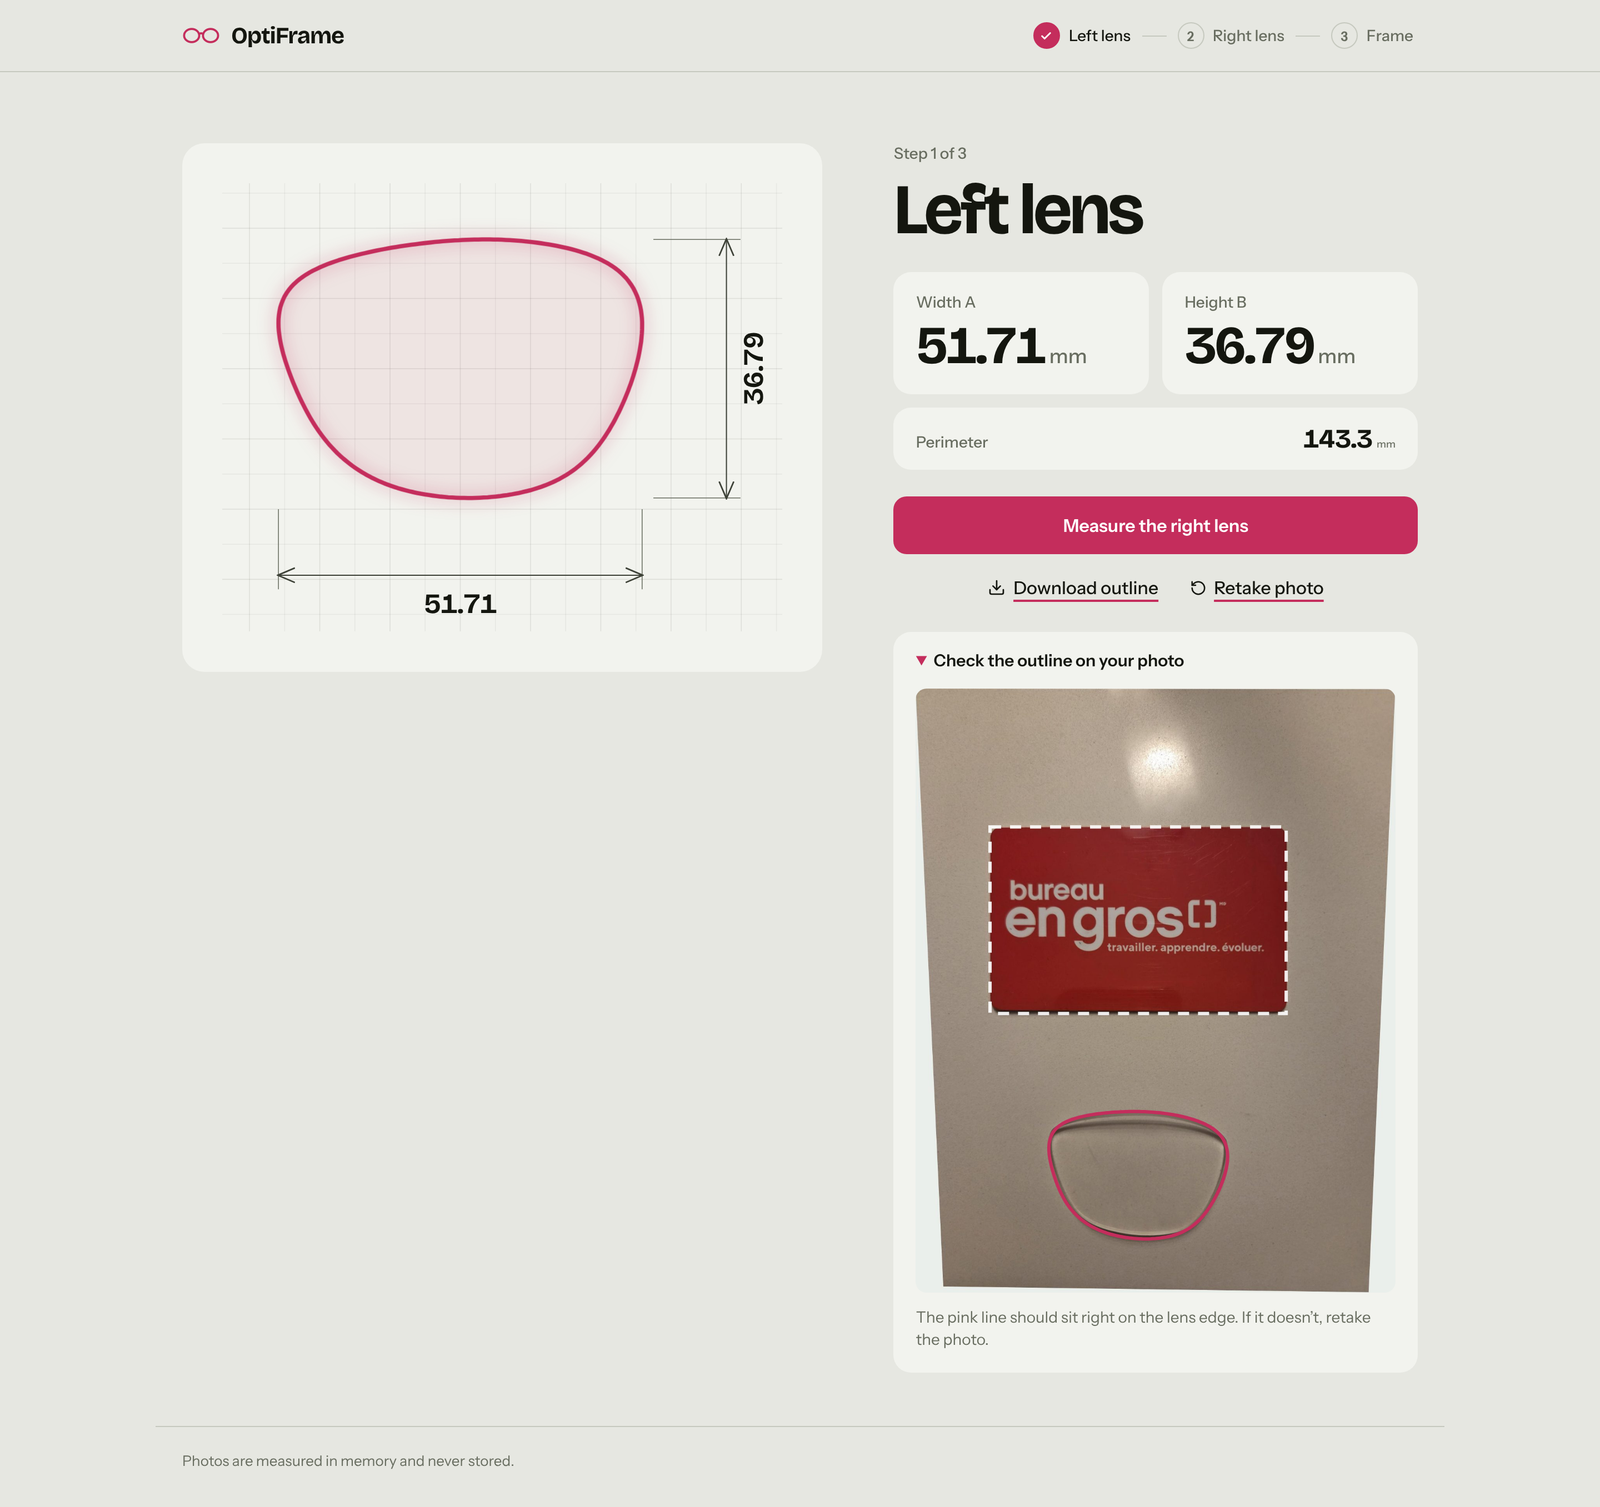 OptiFrame
Left lens
2 Right lens
3 Frame
36.79
51.71
Step 1 of 3
Left lens
Width A
51.71 mm
Height B
36.79 mm
Perimeter 143.3 mm
Measure the right lens
Download outline
Retake photo
Check the outline on your photo
bureau
en gros
travailler. apprendre. évoluer.
The pink line should sit right on the lens edge. If it doesn’t, retake
the photo.
Photos are measured in memory and never stored.